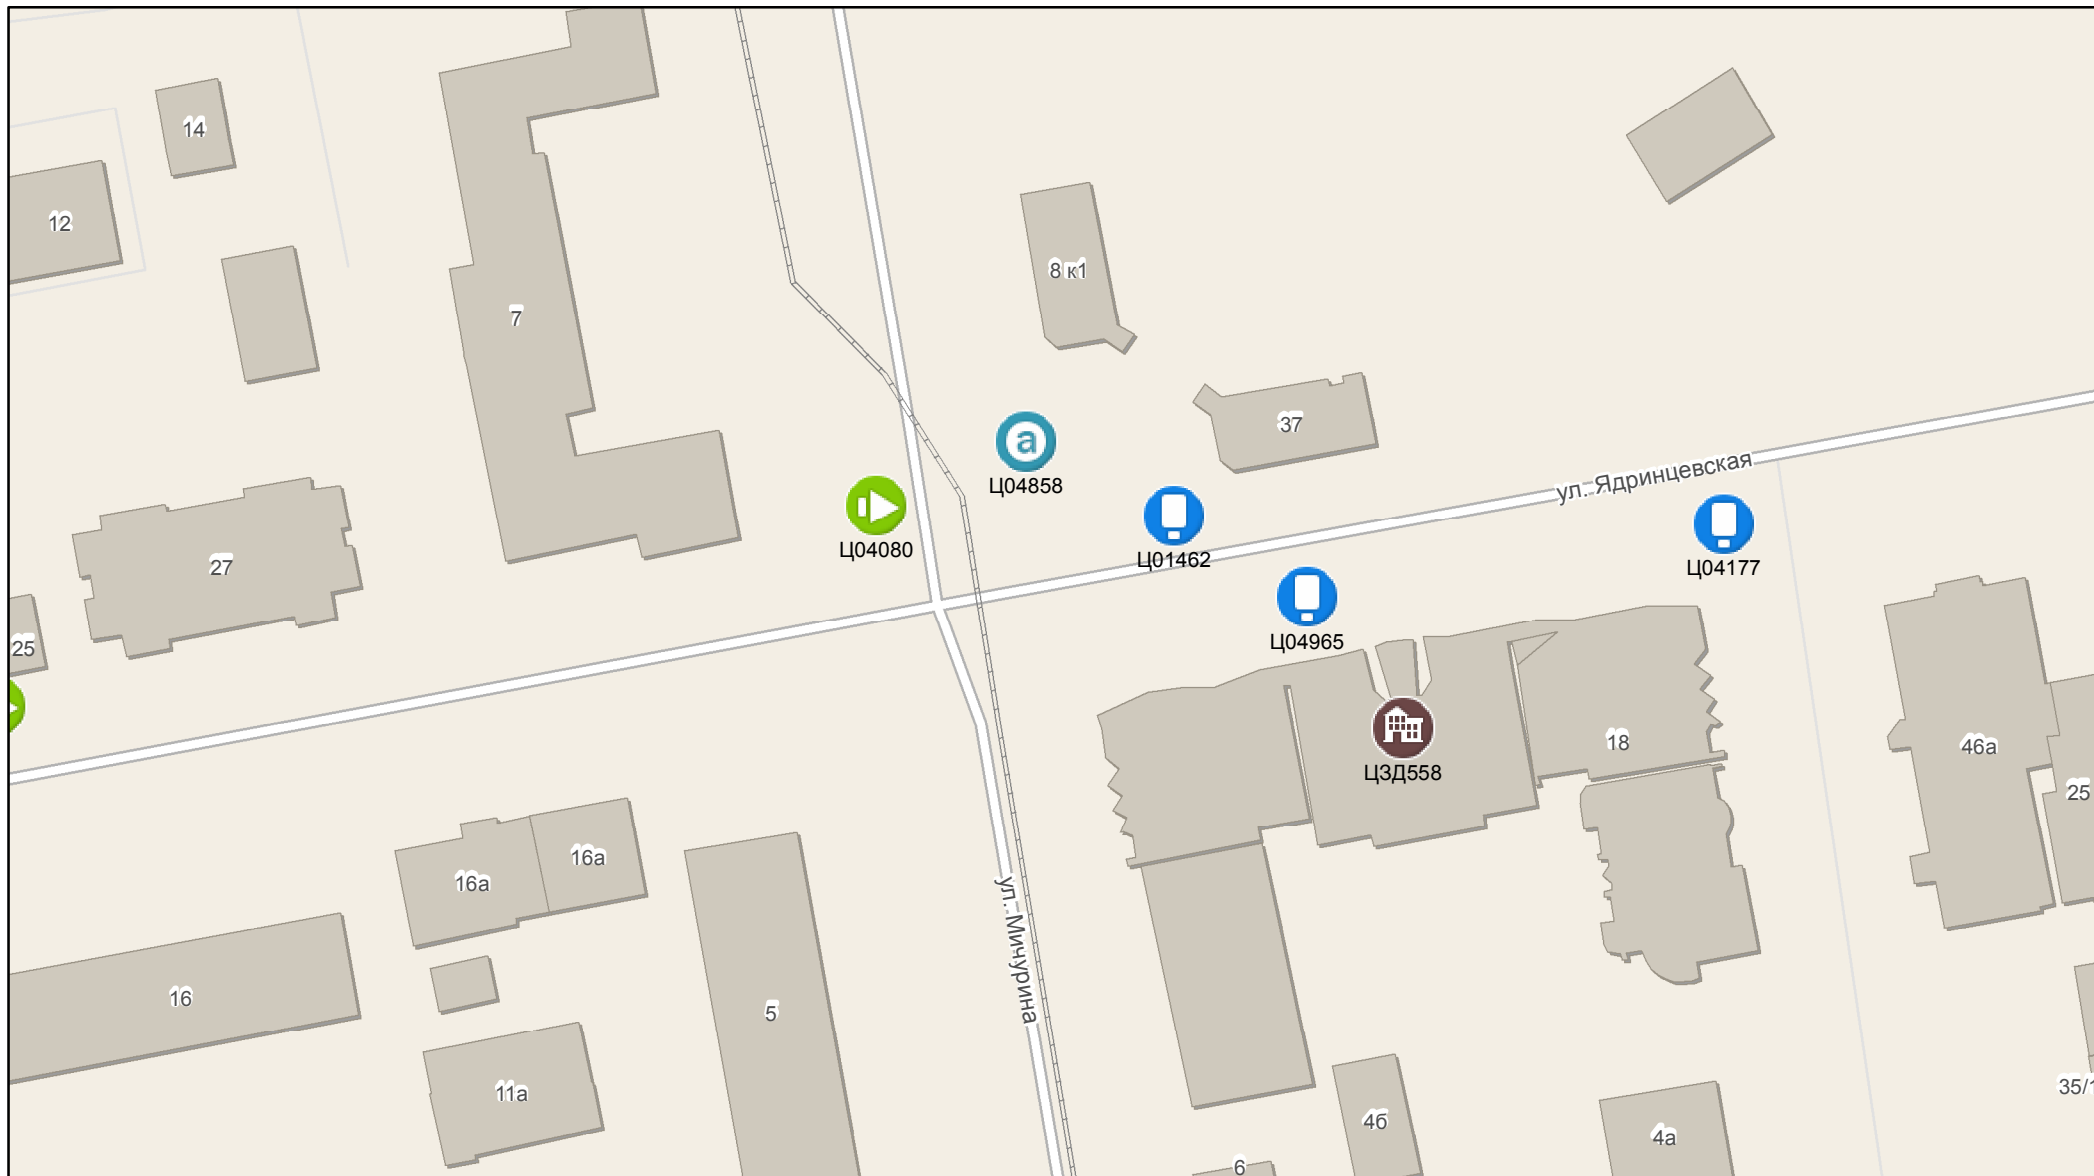 14
12
8 к1
7
37
ул. Ядринцевская
a
Ц04858
Ц04080
Ц01462
Ц04177
27
Ц04965
25
18
46а
ЦЗД558
25
16а
16а
ул. Мичурина
16
5
11а
35/1
4б
4а
6